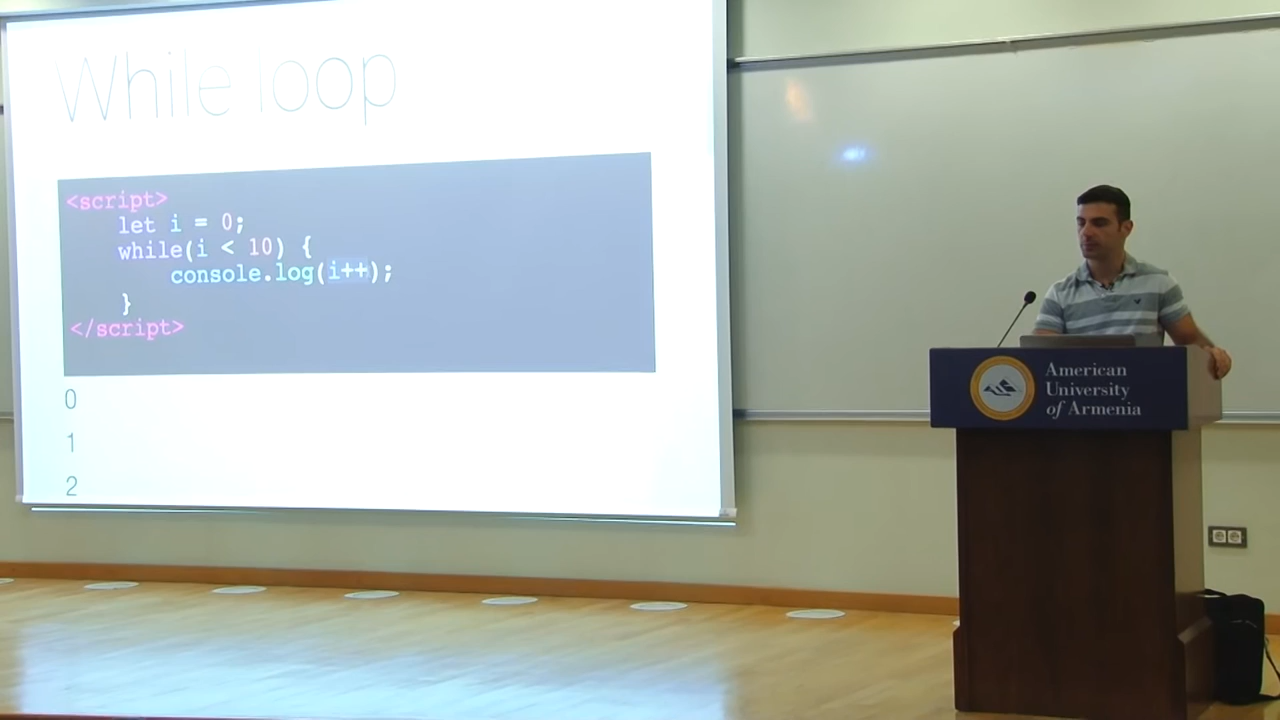 While loop
<script>
let i = 0;
while(i < 10) {
console.log(i++);
}
</script>
0
1
2
American
University
of Armenia